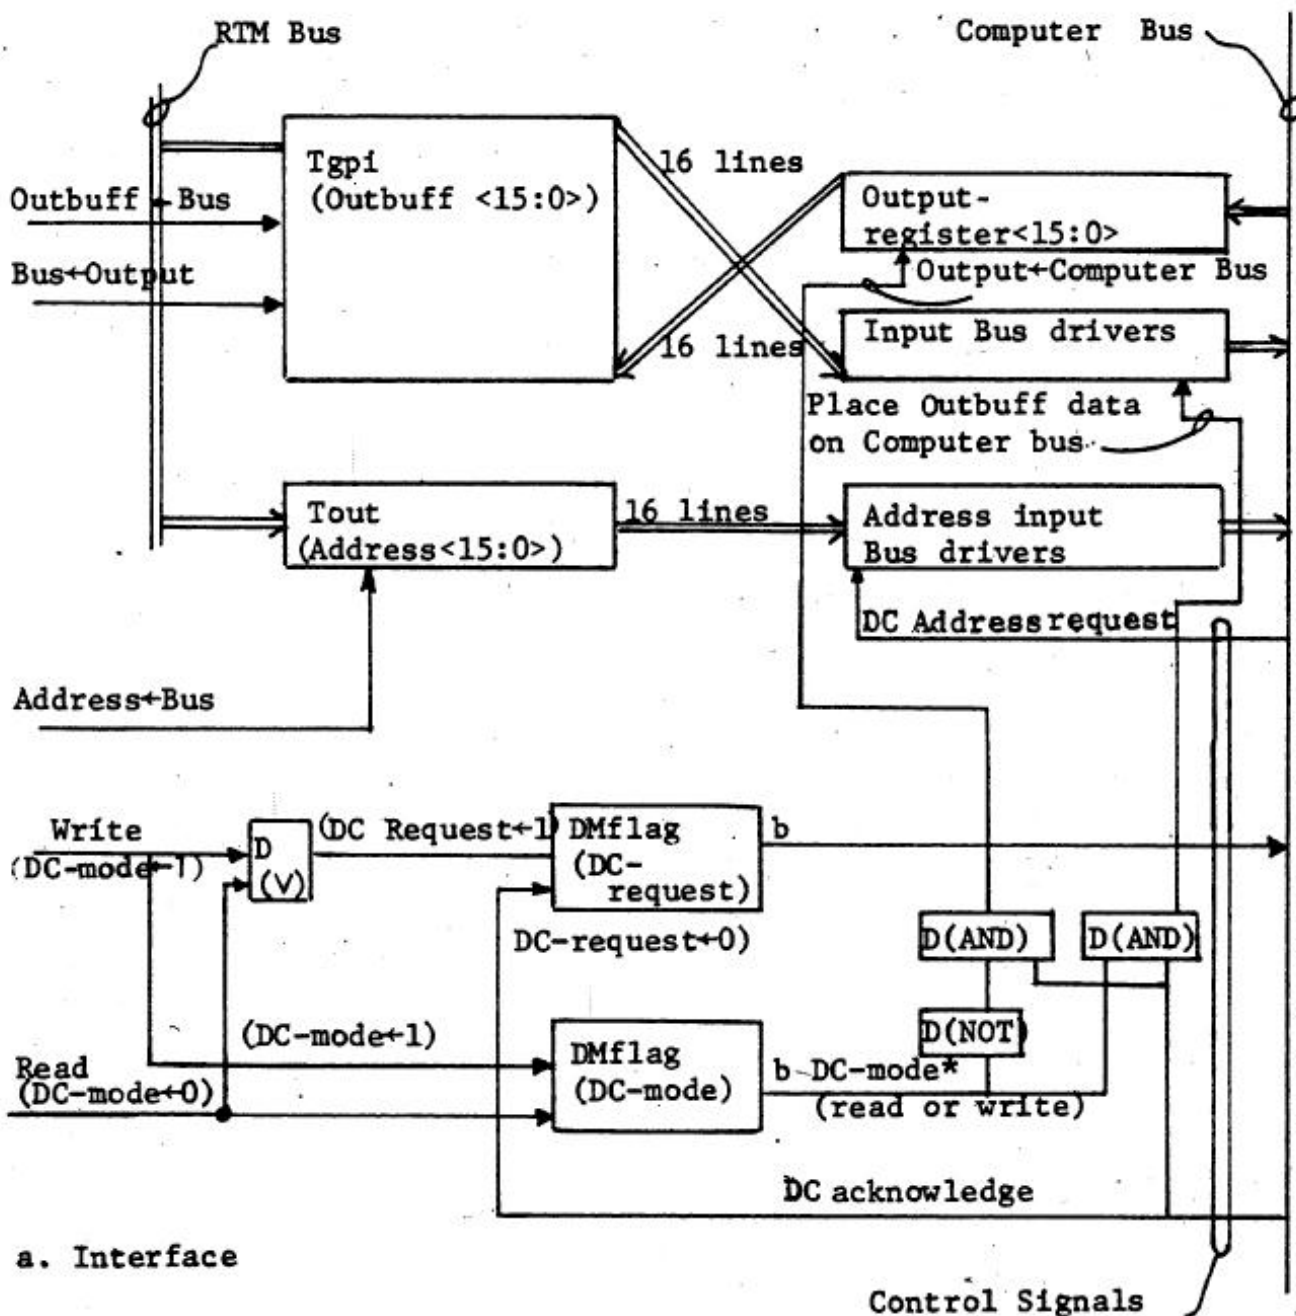 RTM Bus
Computer Bus
Tgpi
(Outbuff <15:0>)
16 lines
Output-
register<15:0>
Outbuff←Bus
Bus←Output
Output←Computer Bus
Input Bus drivers
16 lines
Place Outbuff data
on Computer bus
Tout
(Address<15:0>)
16 lines
Address input
Bus drivers
DC Address request
Address←Bus
Write
(DC-mode←1)
D
(V)
(DC Request←1)
DMflag
(DC-
request)
b
DC-request←0)
D(AND)
D(AND)
D(NOT)
(DC-mode←1)
DMflag
(DC-mode)
b DC-mode*
(read or write)
Read
(DC-mode←0)
DC acknowledge
a. Interface
Control Signals